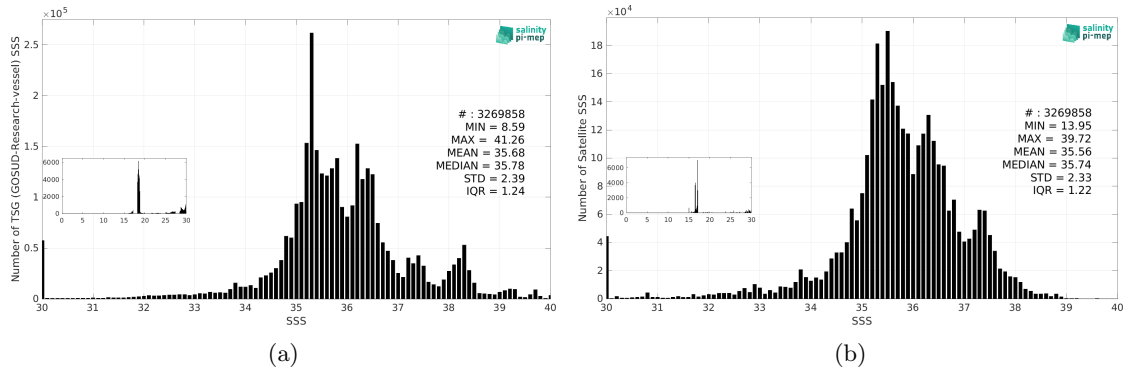 ×10⁵
Number of TSG (GOSUD-Research-vessel) SSS
2.5
2
1.5
1
0.5
0
salinity
pi-mep
# : 3269858
MIN = 8.59
MAX = 41.26
MEAN = 35.68
MEDIAN = 35.78
STD = 2.39
IQR = 1.24
6000
4000
2000
0
0 5 10 15 20 25 30
30 31 32 33 34 35 36 37 38 39 40
SSS
(a)
×10⁴
Number of Satellite SSS
18
16
14
12
10
8
6
4
2
0
salinity
pi-mep
# : 3269858
MIN = 13.95
MAX = 39.72
MEAN = 35.56
MEDIAN = 35.74
STD = 2.33
IQR = 1.22
6000
4000
2000
0
0 5 10 15 20 25 30
30 31 32 33 34 35 36 37 38 39 40
SSS
(b)